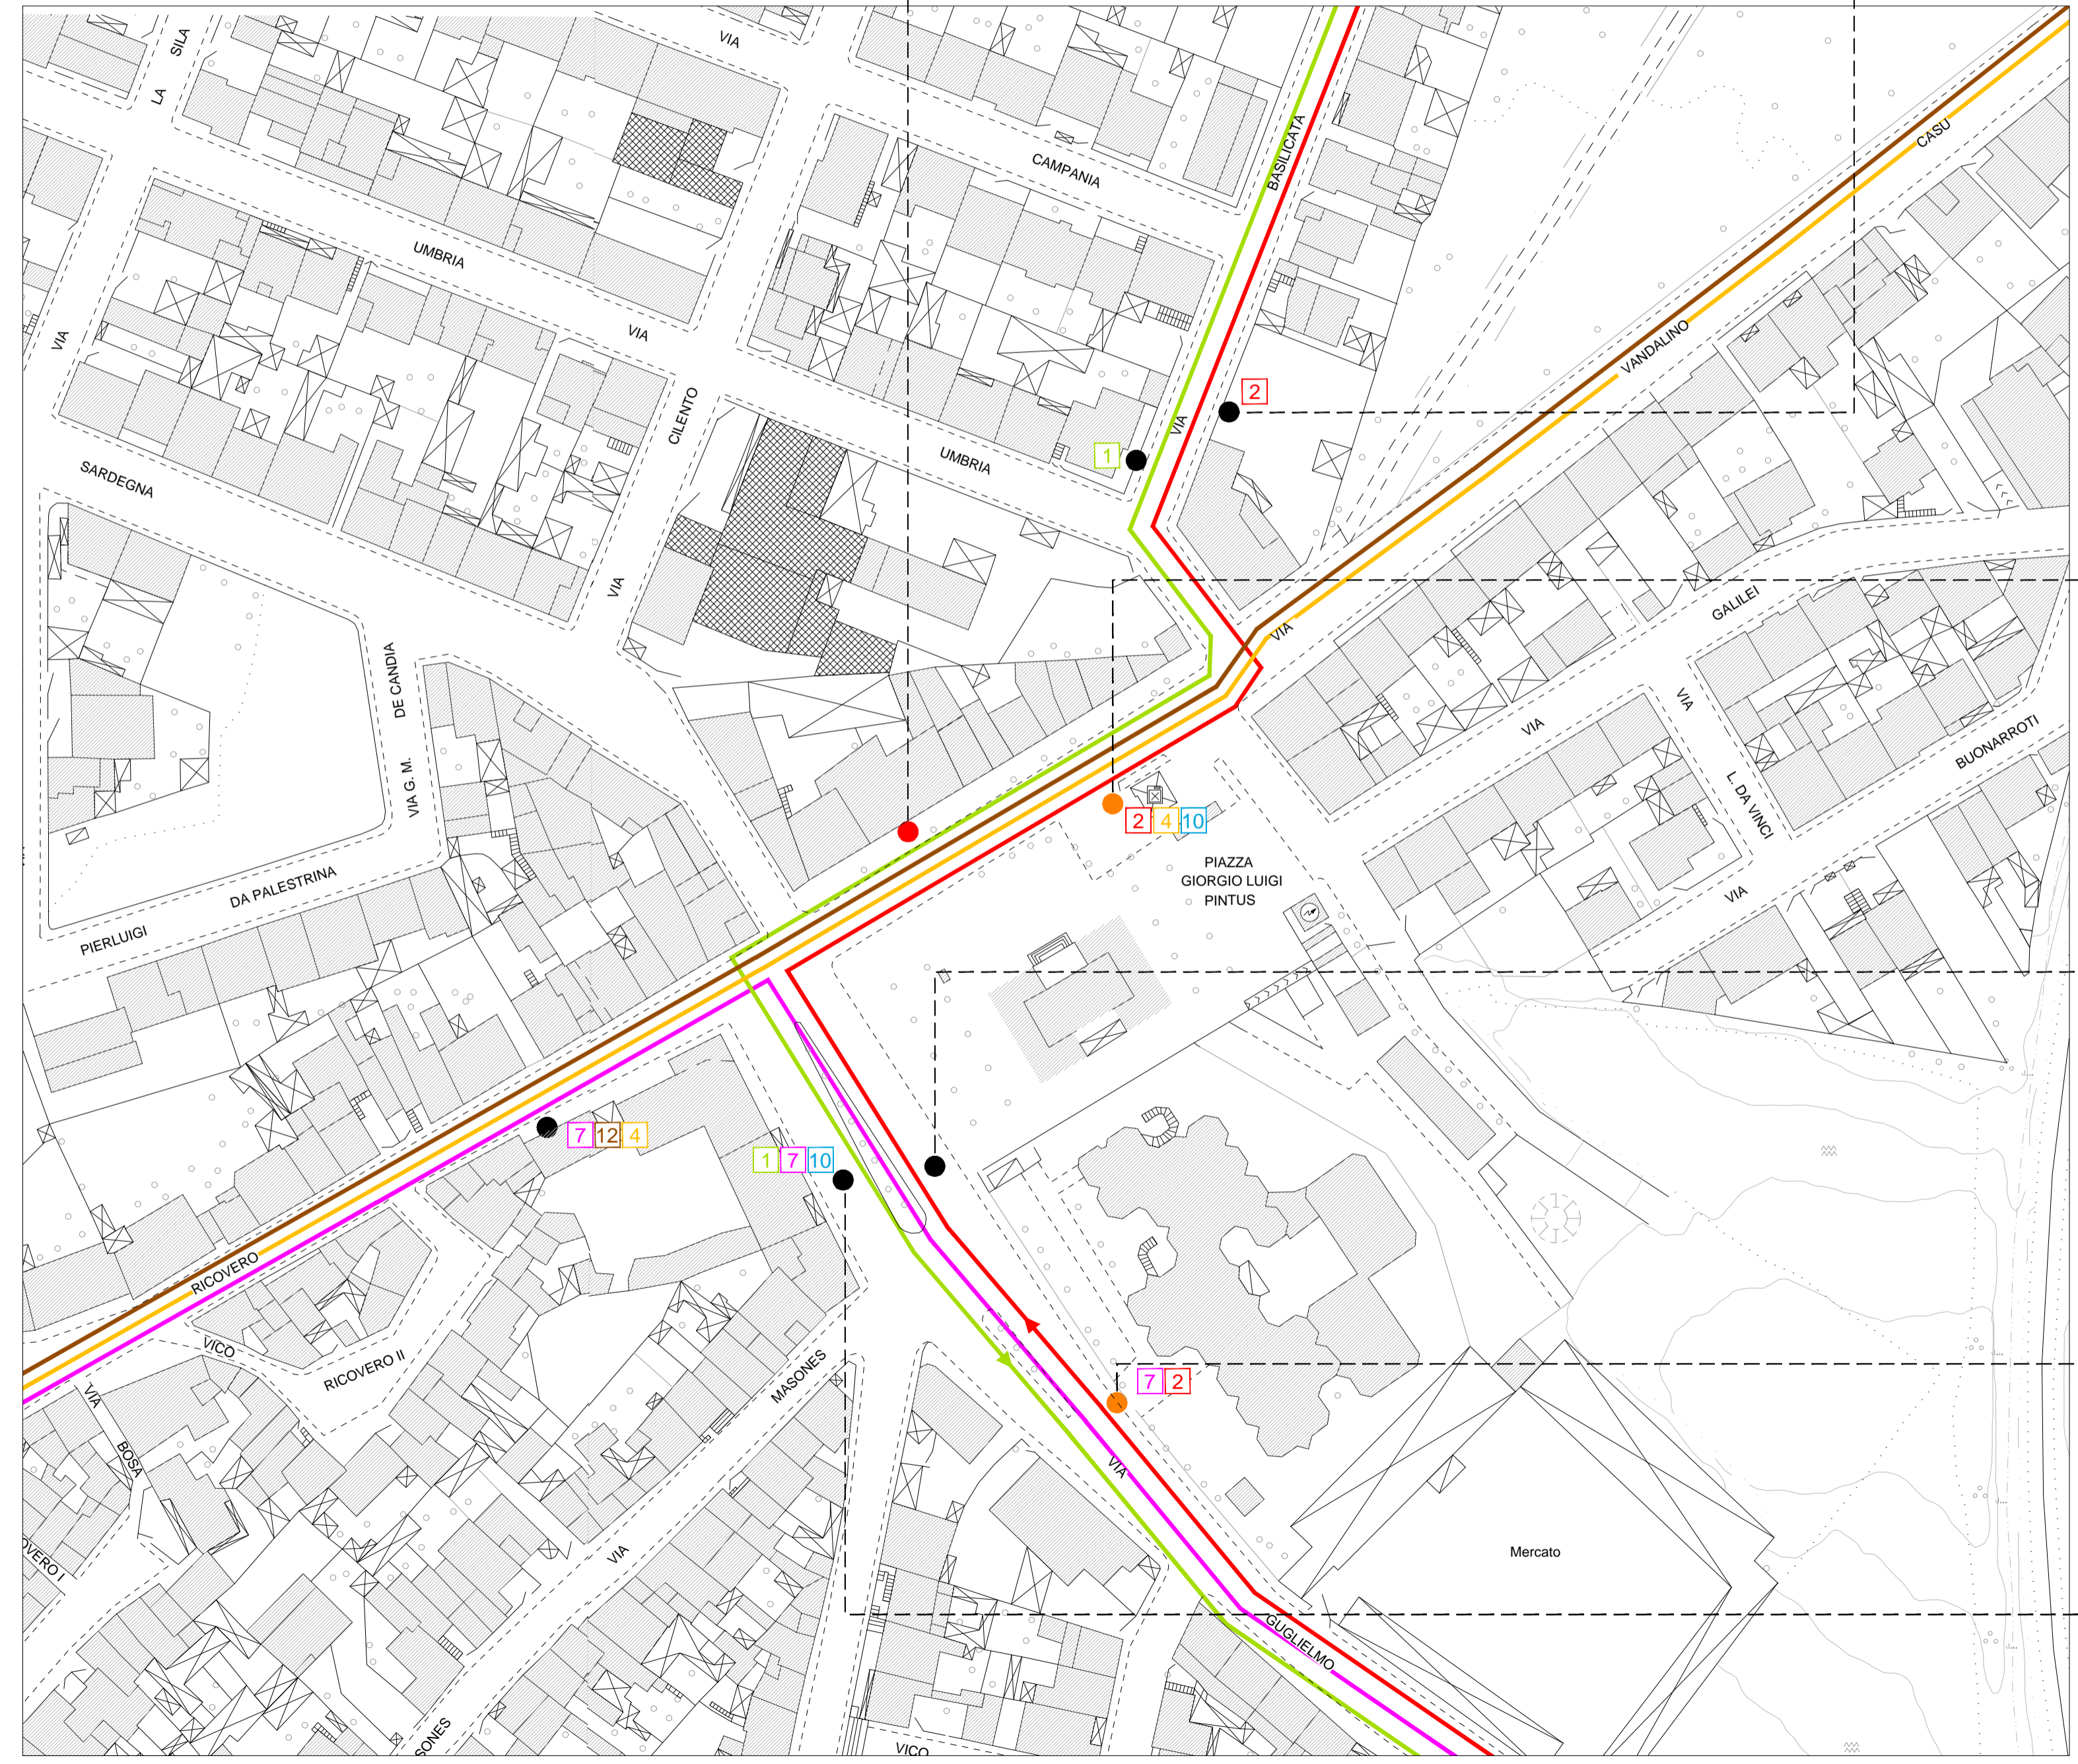 VIA
SILA
LA
BASILICATA
CAMPANIA
CASU
UMBRIA
VIA
VIA
VANDALINO
2
CILENTO
VIA
1
UMBRIA
SARDEGNA
VIA
GALILEI
VIA
DE CANDIA
VIA
VIA
BUONARROTI
VIA G. M.
L. DA VINCI
2 4 10
PIAZZA
GIORGIO LUIGI
PINTUS
DA PALESTRINA
VIA
PIERLUIGI
7 12 4
1 7 10
RICOVERO
VICO
RICOVERO II
MASONES
7 2
VIA
BOSA
VIA
VIA
Mercato
OVERO I
GUGLIELMO
SONES
VICO